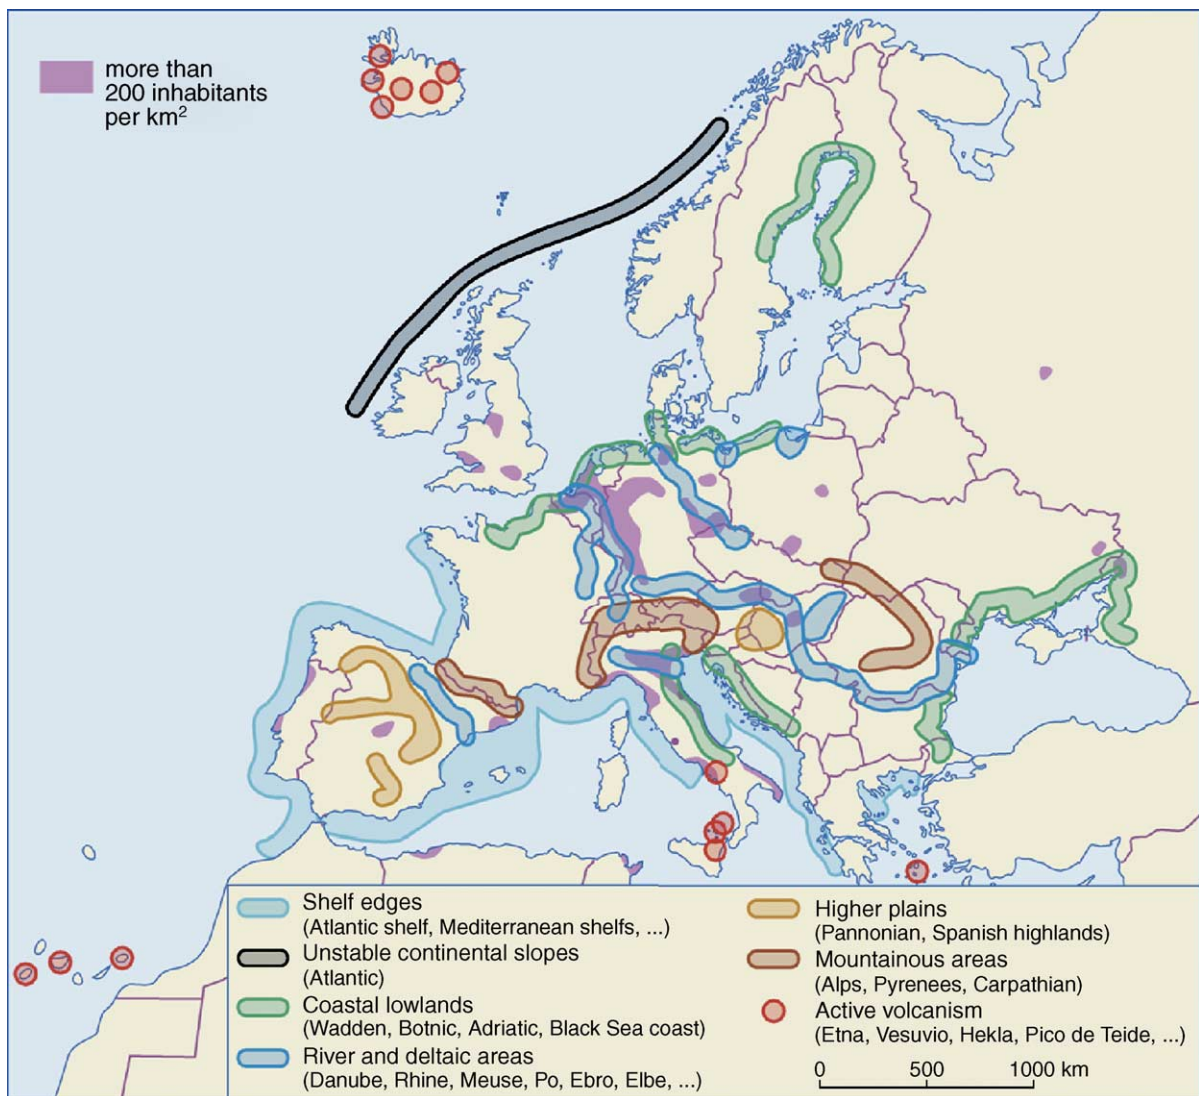 more than
200 inhabitants
per km²
Shelf edges
(Atlantic shelf, Mediterranean shelfs, ...)
Unstable continental slopes
(Atlantic)
Coastal lowlands
(Wadden, Botnic, Adriatic, Black Sea coast)
River and deltaic areas
(Danube, Rhine, Meuse, Po, Ebro, Elbe, ...)
Higher plains
(Pannonian, Spanish highlands)
Mountainous areas
(Alps, Pyrenees, Carpathian)
Active volcanism
(Etna, Vesuvio, Hekla, Pico de Teide, ...)
0 500 1000 km